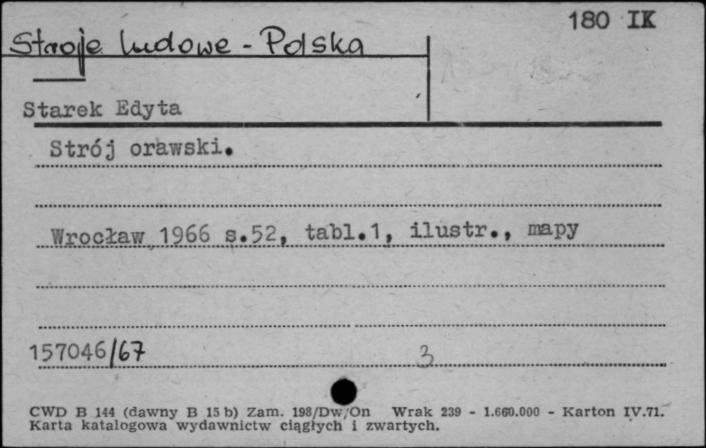 180 IK
Stroje ludowe - Polska
Starek Edyta
Strój orawski.
Wrocław 1966 s.52, tabl.1, ilustr., mapy
157046/67 3
CWD B 144 (dawny B 15 b) Zam. 198/Dw/On Wrak 239 - 1.660.000 - Karton IV.71.
Karta katalogowa wydawnictw ciągłych i zwartych.